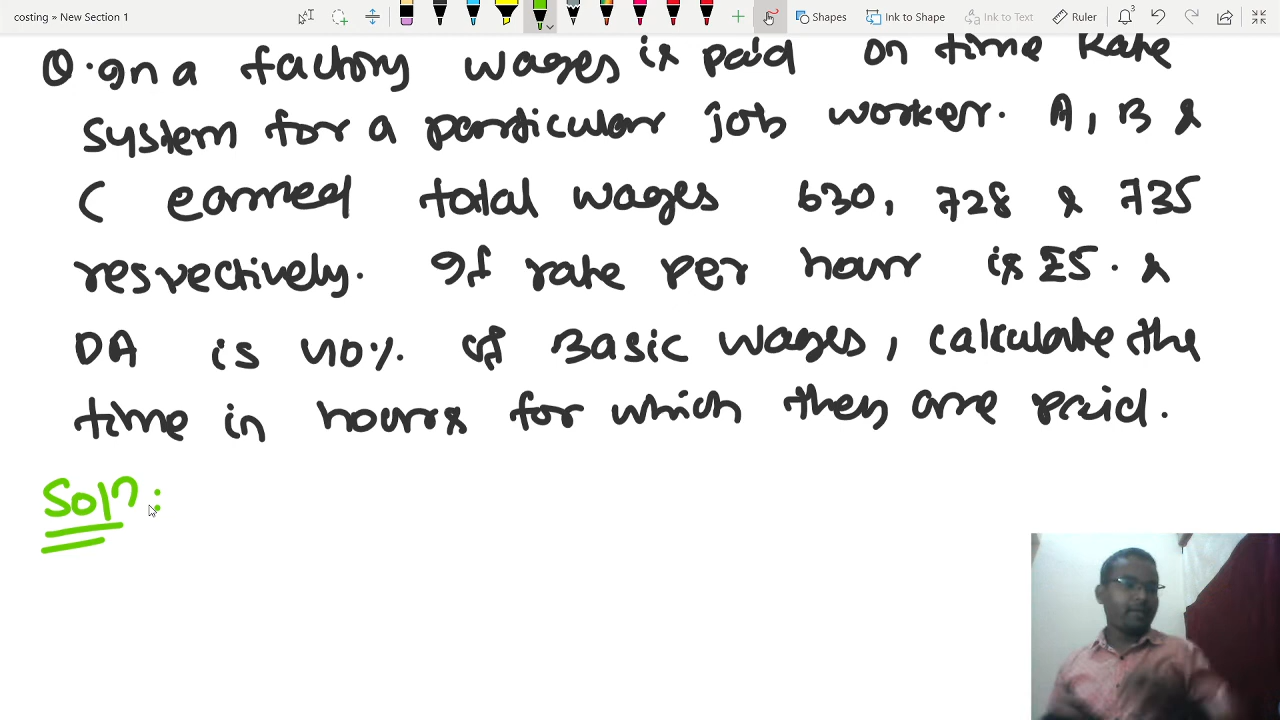 costing » New Section 1
Shapes Ink to Shape Ink to Text Ruler 3
Q. In a factory wages is paid on time Rate
system for a particular job worker. A, B &
C earned total wages 630, 728 & 735
respectively. If rate per hour is ₹5. &
DA is 40% of Basic wages, calculate the
time in hours for which they are paid.
Soln: